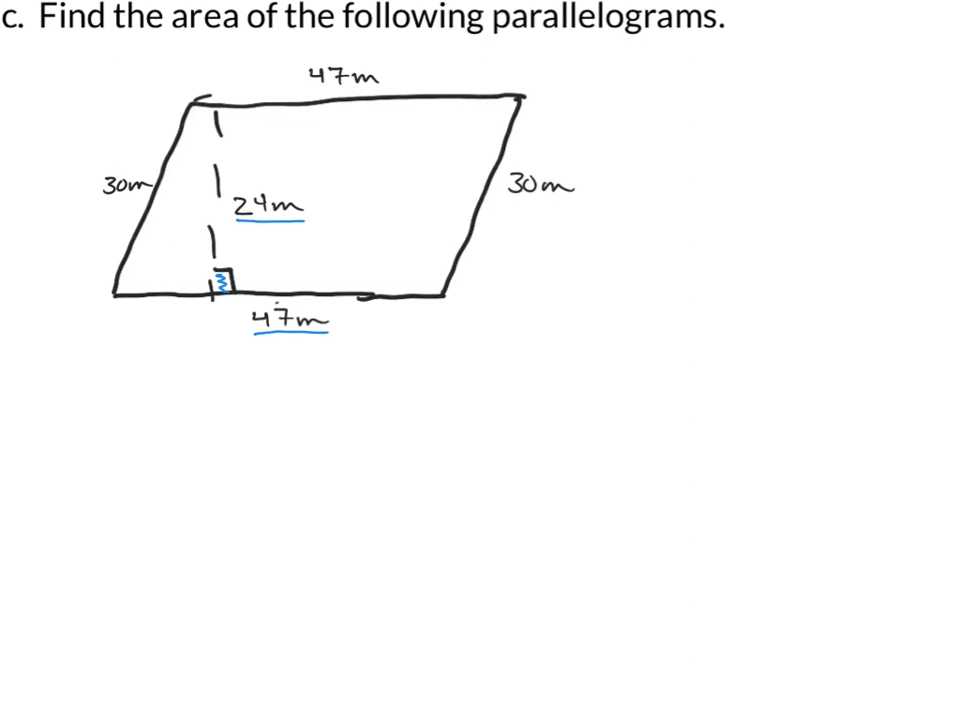 c. Find the area of the following parallelograms.
47m
30m
30m
24m
47m